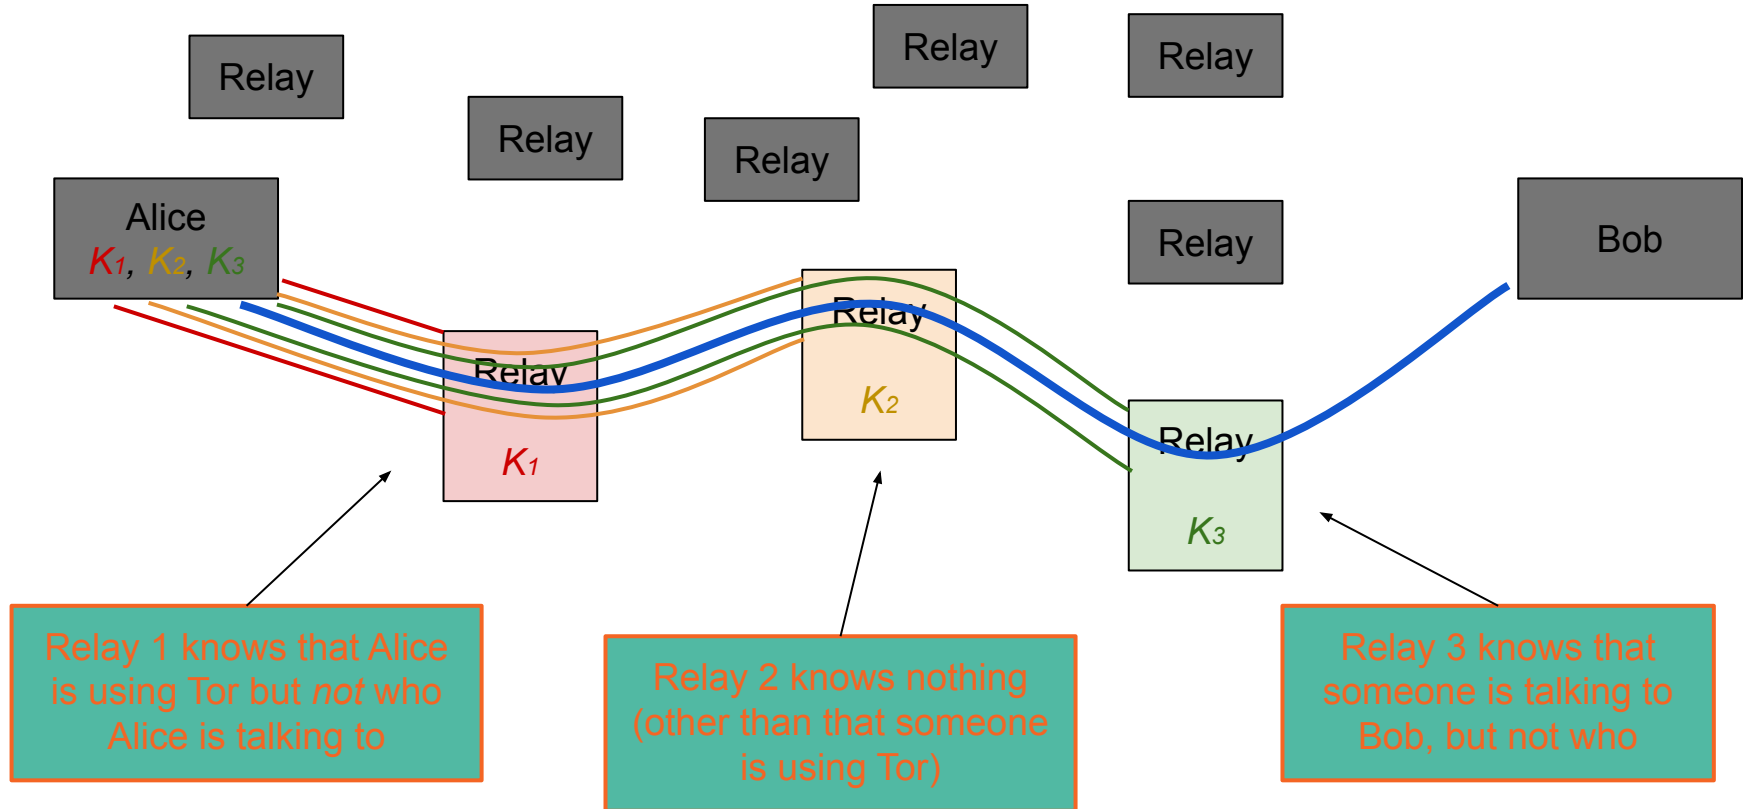 Relay
Relay
Relay
Relay
Relay
Relay
Alice
K1, K2, K3
Bob
Relay
K1
Relay
K2
Relay
K3
Relay 1 knows that Alice
is using Tor but not who
Alice is talking to
Relay 2 knows nothing
(other than that someone
is using Tor)
Relay 3 knows that
someone is talking to
Bob, but not who